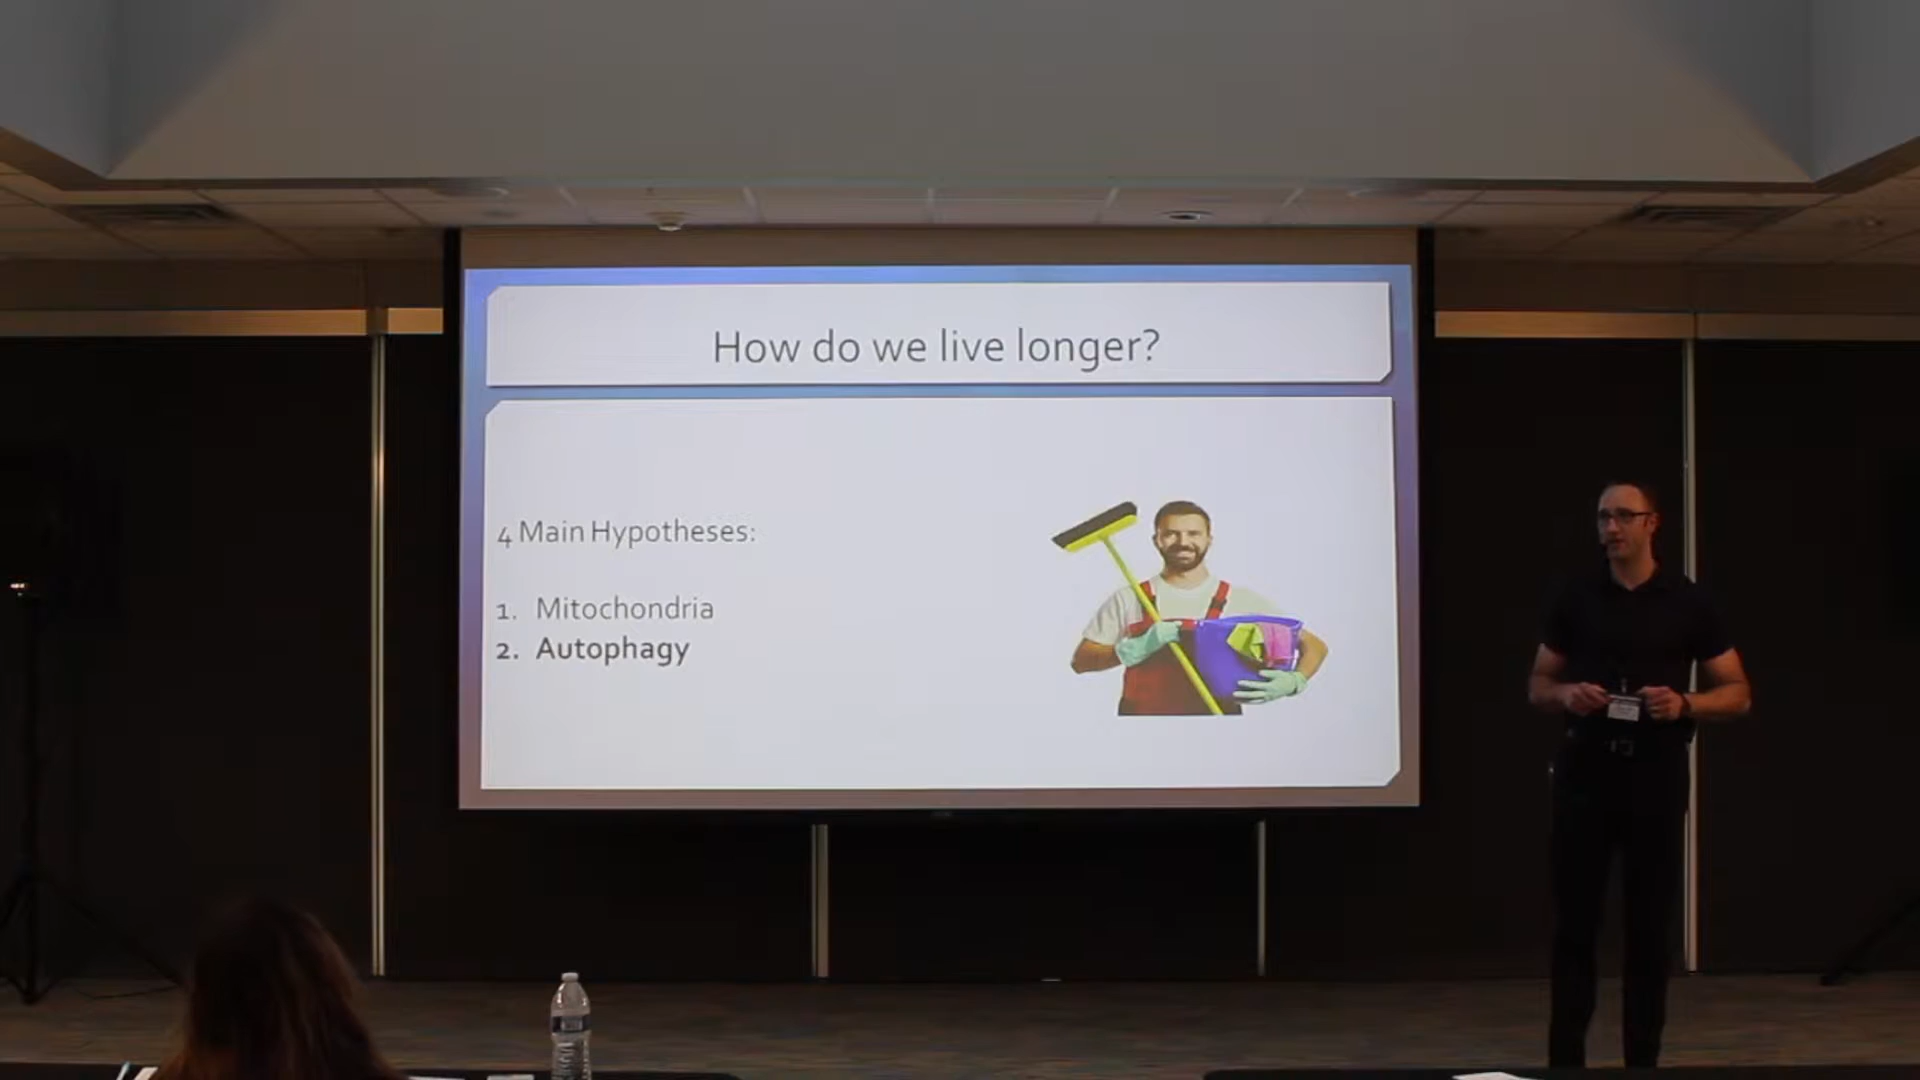 How do we live longer?
4 Main Hypotheses:
1. Mitochondria
2. Autophagy